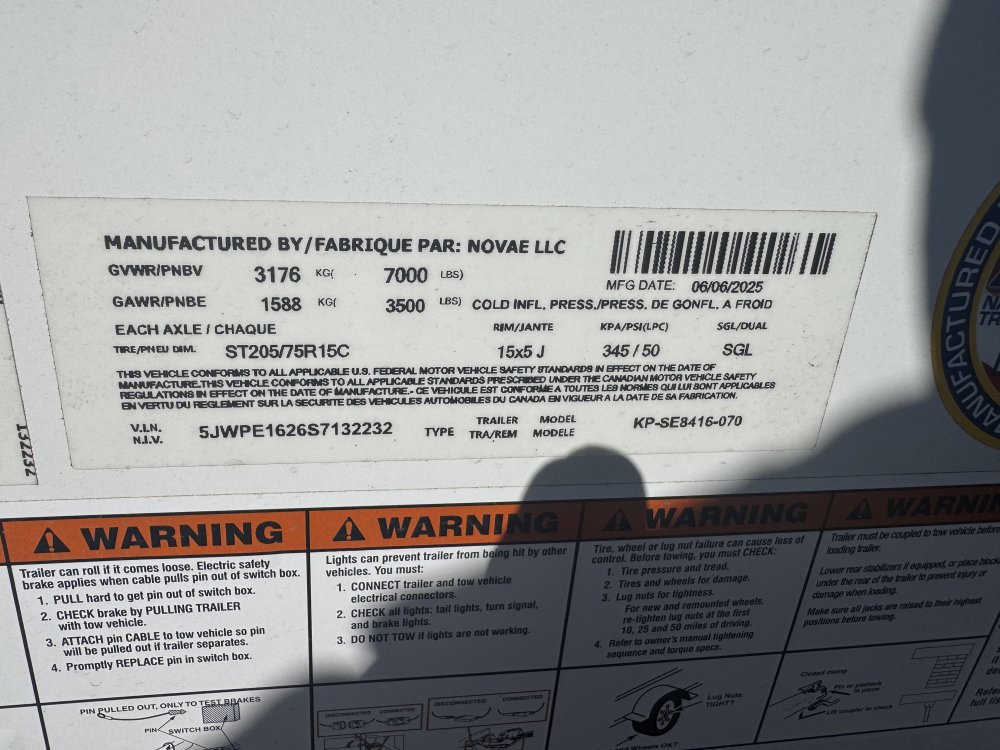 MANUFACTURED BY/FABRIQUE PAR: NOVAE LLC
GVWR/PNBV 3176 KG( 7000 LBS)
MFG DATE: 06/06/2025
GAWR/PNBE 1588 KG( 3500 LBS) COLD INFL. PRESS./PRESS. DE GONFL. A FROID
EACH AXLE / CHAQUE RIM/JANTE KPA/PSI(LPC) SGL/DUAL
TIRE/PNEU DIM. ST205/75R15C 15x5 J 345 / 50 SGL
THIS VEHICLE CONFORMS TO ALL APPLICABLE U.S. FEDERAL MOTOR VEHICLE SAFETY STANDARDS IN EFFECT ON THE DATE OF
MANUFACTURE.THIS VEHICLE CONFORMS TO ALL APPLICABLE STANDARDS PRESCRIBED UNDER THE CANADIAN MOTOR VEHICLE SAFETY
REGULATIONS IN EFFECT ON THE DATE OF MANUFACTURE.- CE VEHICULE EST CONFORME A TOUTES LES NORMES QUI LUI SONT APPLICABLES
EN VERTU DU REGLEMENT SUR LA SECURITE DES VEHICULES AUTOMOBILES DU CANADA EN VIGUEUR A LA DATE DE SA FABRICATION.
V.I.N. 5JWPE1626S7132232 TYPE TRAILER MODEL KP-SE8416-070
N.I.V. TRA/REM MODELE
132232
MANUFACTURED
WARNING
Trailer can roll if it comes loose. Electric safety
brake applies when cable pulls pin out of switch box.
1. PULL hard to get pin out of switch box.
2. CHECK brake by PULLING TRAILER
with tow vehicle.
3. ATTACH pin CABLE to tow vehicle so pin
will be pulled out if trailer separates.
4. Promptly REPLACE pin in switch box.
PIN PULLED OUT, ONLY TO TEST BRAKES
PIN
SWITCH BOX
WARNING
Lights can prevent trailer from being hit by other
vehicles. You must:
1. CONNECT trailer and tow vehicle
electrical connectors.
2. CHECK all lights: tail lights, turn signal,
and brake lights.
3. DO NOT TOW if lights are not working.
DISCONNECTED CONNECTED
DISCONNECTED CONNECTED
WARNING
Tire, wheel or lug nut failure can cause loss of
control. Before towing, you must CHECK:
1. Tire pressure and tread.
2. Tires and wheels for damage.
3. Lug nuts for tightness.
For new and remounted wheels,
re-tighten lug nuts at the first
10, 25 and 50 miles of driving.
4. Refer to owner's manual tightening
sequence and torque specs.
Lug Nuts
TIGHT?
Wheels OK?
WARNIN
Trailer must be coupled to tow vehicle before
loading trailer.
Lower rear stabilizers if equipped, or place block
under the rear of the trailer to prevent injury or
damage when loading.
Make sure all jacks are raised to their highest
positions before towing.
Closed clamp
Pin or padlock
in place
Lift coupler to check